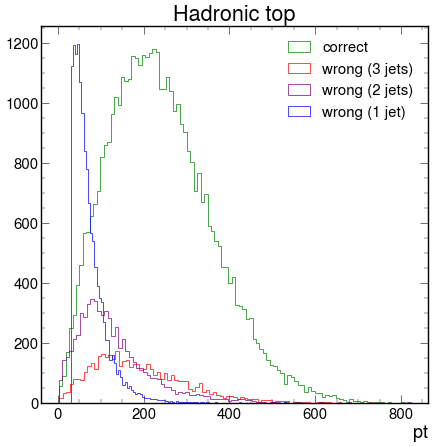 Hadronic top
1200
1000
800
600
400
200
0
correct
wrong (3 jets)
wrong (2 jets)
wrong (1 jet)
0 200 400 600 800
pt